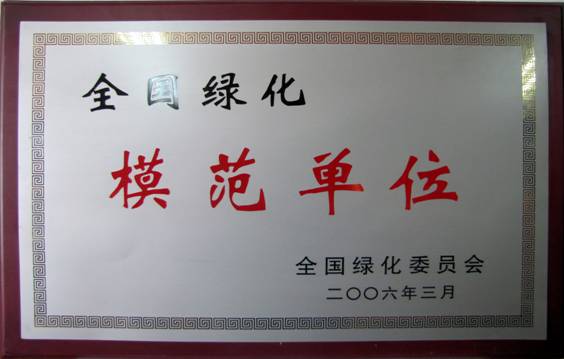 全国绿化
模范单位
全国绿化委员会
二〇〇六年三月